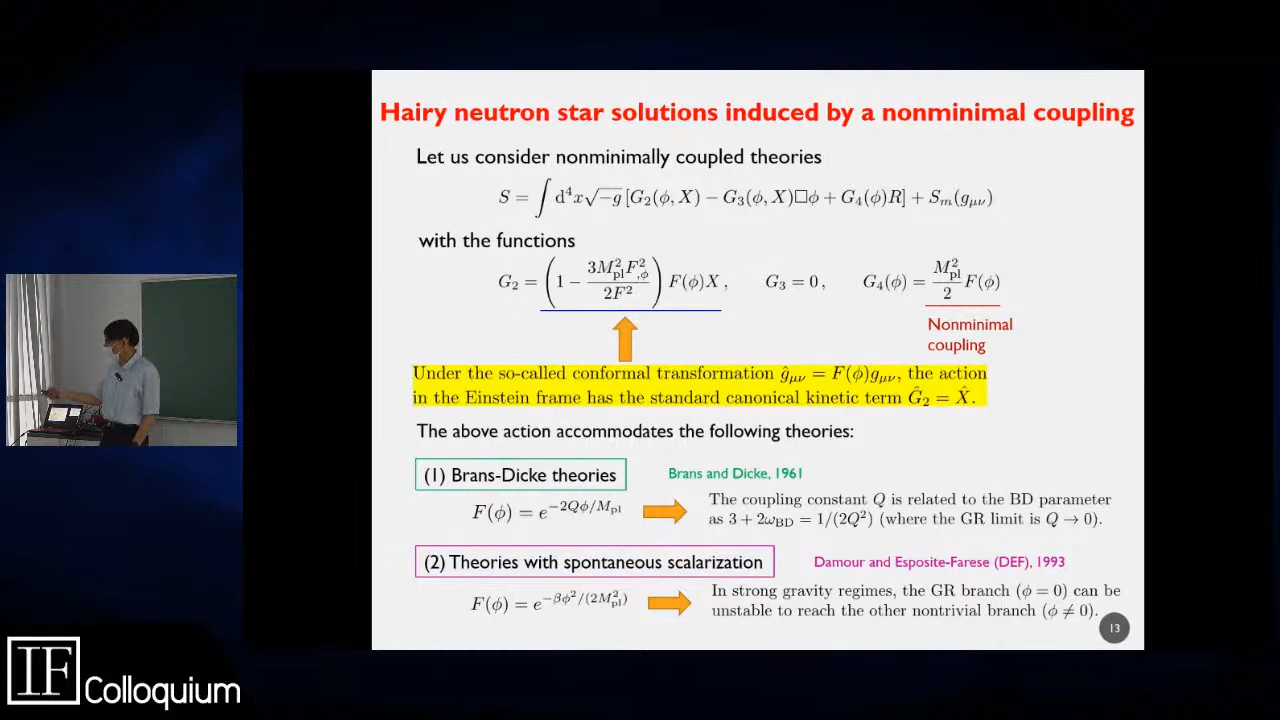 Hairy neutron star solutions induced by a nonminimal coupling
Let us consider nonminimally coupled theories
S = ∫ d⁴x√−g [G₂(ϕ, X) − G₃(ϕ, X)□ϕ + G₄(ϕ)R] + Sₘ(g_μν)
with the functions
G₂ = (1 − 3M²_pl F²_,ϕ / 2F²) F(ϕ)X , G₃ = 0 , G₄(ϕ) = M²_pl / 2 F(ϕ)
Nonminimal
coupling
Under the so-called conformal transformation ĝ_μν = F(ϕ)g_μν, the action
in the Einstein frame has the standard canonical kinetic term Ĝ₂ = X̂.
The above action accommodates the following theories:
(1) Brans-Dicke theories
Brans and Dicke, 1961
F(ϕ) = e^{−2Qϕ/M_pl}
The coupling constant Q is related to the BD parameter
as 3 + 2ω_BD = 1/(2Q²) (where the GR limit is Q → 0).
(2) Theories with spontaneous scalarization
Damour and Esposite-Farese (DEF), 1993
F(ϕ) = e^{−βϕ²/(2M²_pl)}
In strong gravity regimes, the GR branch (ϕ = 0) can be
unstable to reach the other nontrivial branch (ϕ ≠ 0).
13
IF
Colloquium